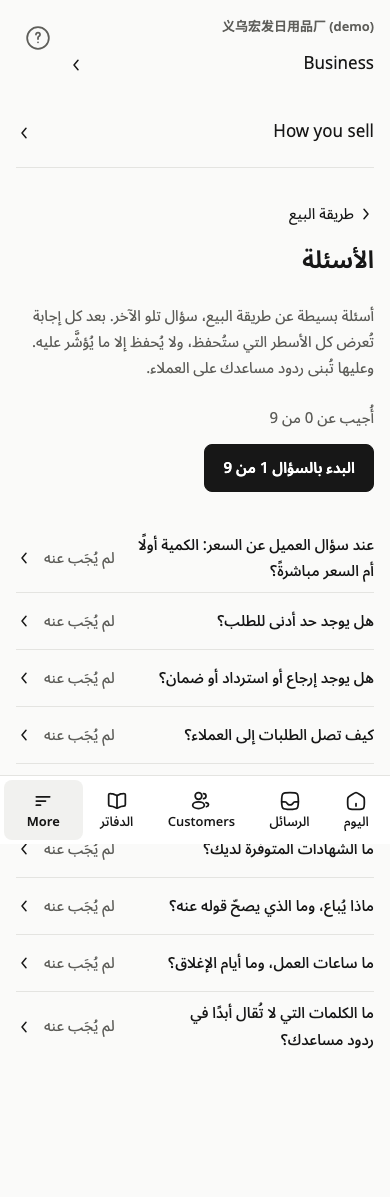 义乌宏发日用品厂 (demo)
Business
How you sell
طريقة البيع
الأسئلة
أسئلة بسيطة عن طريقة البيع، سؤال تلو الآخر. بعد كل إجابة
تُعرض كل الأسطر التي ستُحفظ، ولا يُحفظ إلا ما يُؤشَّر عليه.
وعليها تُبنى ردود مساعدك على العملاء.
أُجيب عن 0 من 9
البدء بالسؤال 1 من 9
عند سؤال العميل عن السعر: الكمية أولًا
أم السعر مباشرةً؟
لم يُجَب عنه
هل يوجد حد أدنى للطلب؟
لم يُجَب عنه
هل يوجد إرجاع أو استرداد أو ضمان؟
لم يُجَب عنه
كيف تصل الطلبات إلى العملاء؟
لم يُجَب عنه
اليوم
الرسائل
Customers
الدفاتر
More
ما الشهادات المتوفرة لديك؟
لم يُجَب عنه
ماذا يُباع، وما الذي يصحّ قوله عنه؟
لم يُجَب عنه
ما ساعات العمل، وما أيام الإغلاق؟
لم يُجَب عنه
ما الكلمات التي لا تُقال أبدًا في
ردود مساعدك؟
لم يُجَب عنه